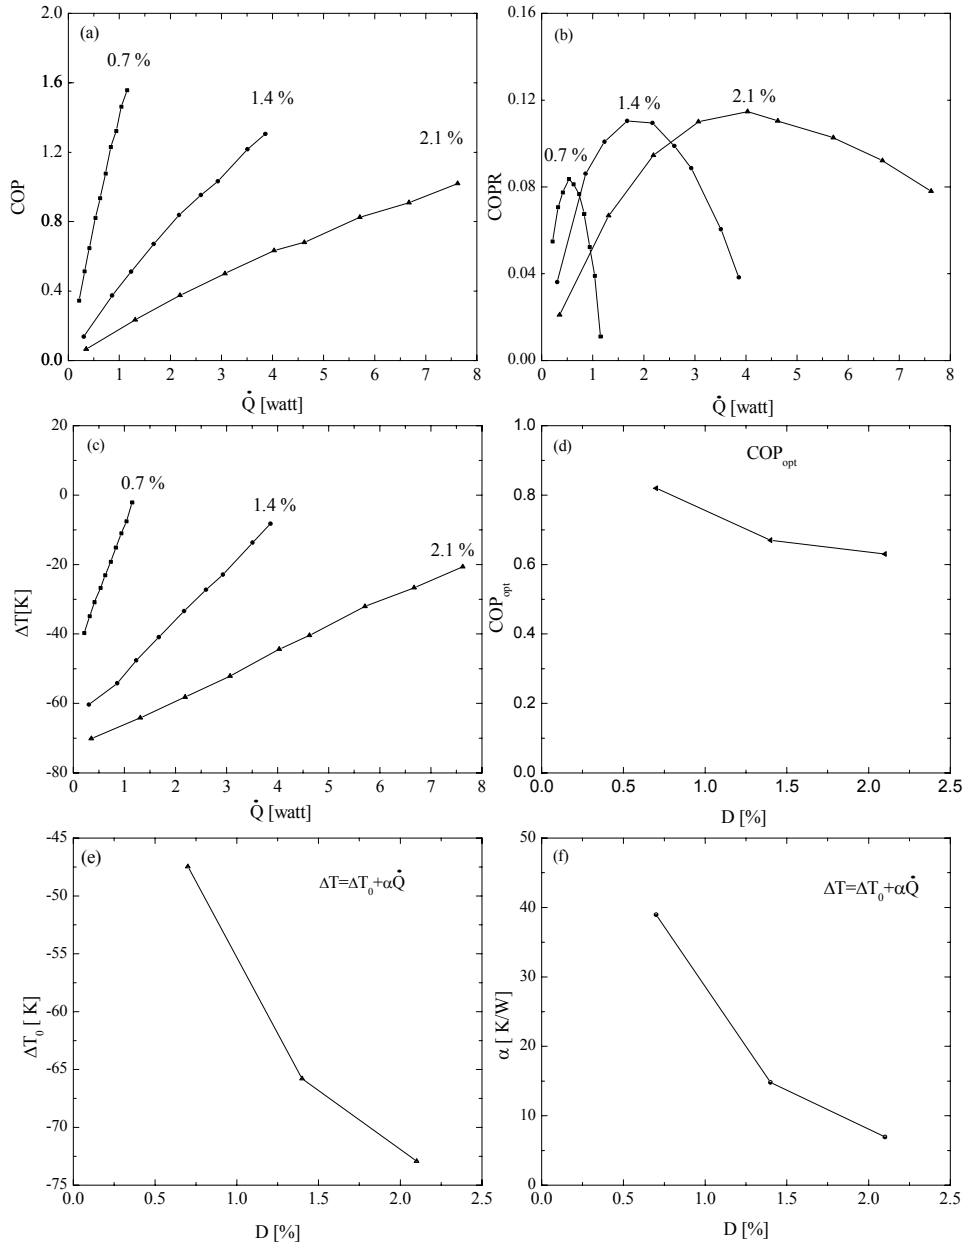 (a)
0.7 %
1.4 %
2.1 %
COP
2.0
1.6
1.2
0.8
0.4
0.0
0 1 2 3 4 5 6 7 8
Q̇ [watt]
(b)
0.7 %
1.4 %
2.1 %
COPR
0.16
0.12
0.08
0.04
0.00
0 1 2 3 4 5 6 7 8
Q̇ [watt]
(c)
0.7 %
1.4 %
2.1 %
ΔT[K]
20
0
-20
-40
-60
-80
0 1 2 3 4 5 6 7 8
Q̇ [watt]
(d)
COP_opt
COP_opt
1.0
0.8
0.6
0.4
0.2
0.0
0.0 0.5 1.0 1.5 2.0 2.5
D [%]
(e)
ΔT=ΔT₀+αQ̇
ΔT₀ [ K]
-45
-50
-55
-60
-65
-70
-75
0.0 0.5 1.0 1.5 2.0 2.5
D [%]
(f)
ΔT=ΔT₀+αQ̇
α [ K/W]
50
40
30
20
10
0
0.0 0.5 1.0 1.5 2.0 2.5
D [%]